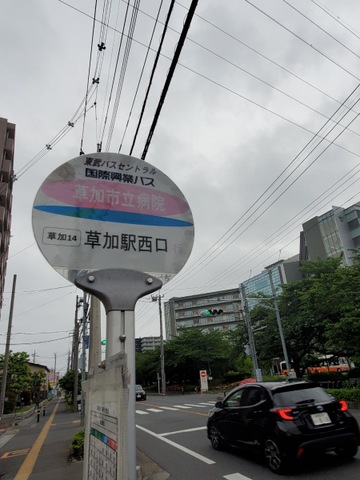 東武バスセントラル
国際興業バス
草加市立病院
草加14
草加駅西口